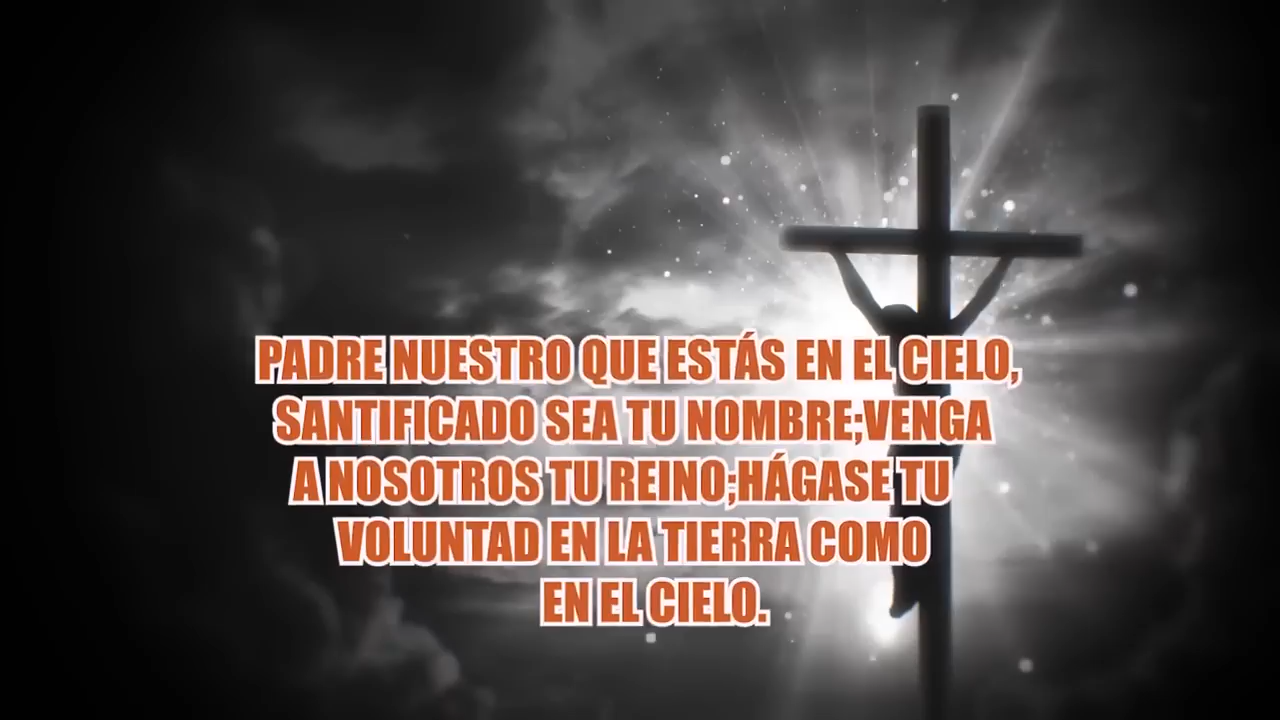 PADRE NUESTRO QUE ESTÁS EN EL CIELO,
SANTIFICADO SEA TU NOMBRE;VENGA
A NOSOTROS TU REINO;HÁGASE TU
VOLUNTAD EN LA TIERRA COMO
EN EL CIELO.